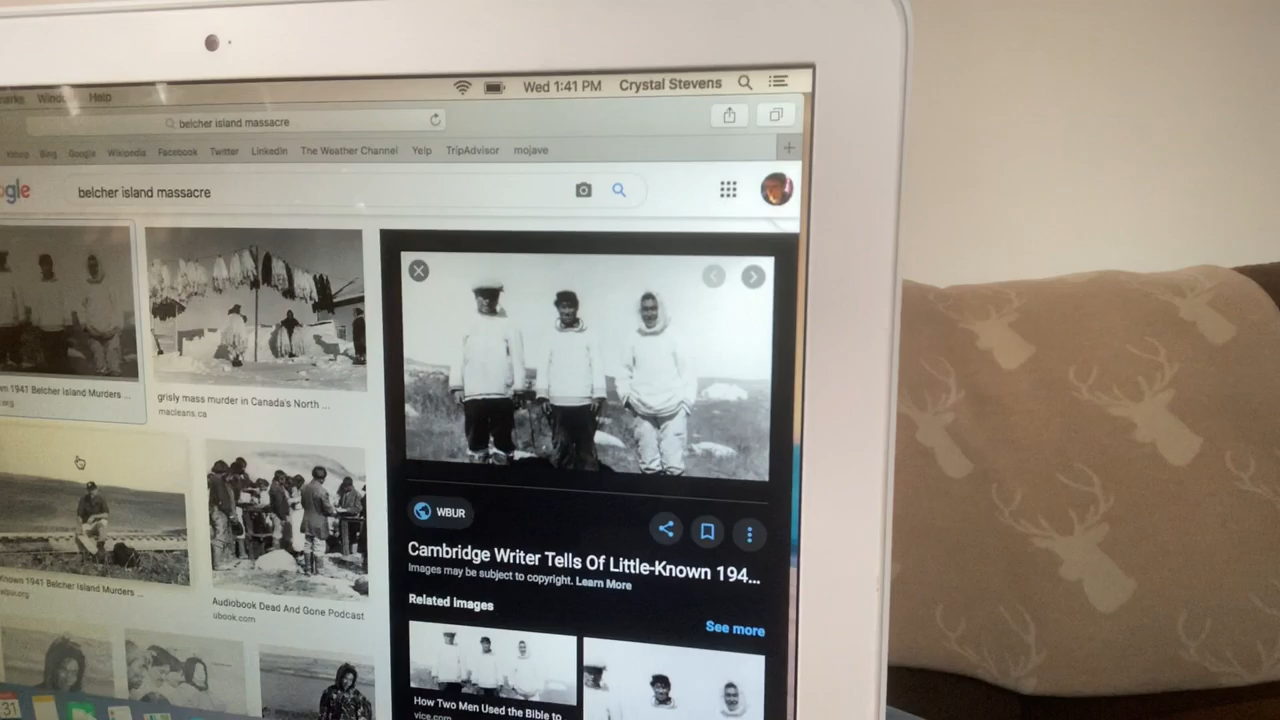 Help
Wed 1:41 PM Crystal Stevens
belcher island massacre
Bing Google Wikipedia Facebook Twitter LinkedIn The Weather Channel Yelp TripAdvisor mojave
gle
belcher island massacre
1941 Belcher Island Murders ...
grisly mass murder in Canada's North ...
macleans.ca
WBUR
Cambridge Writer Tells Of Little-Known 194...
Images may be subject to copyright. Learn More
Known 1941 Belcher Island Murders ...
Audiobook Dead And Gone Podcast
ubook.com
Related images
See more
How Two Men Used the Bible to
vice.com
31